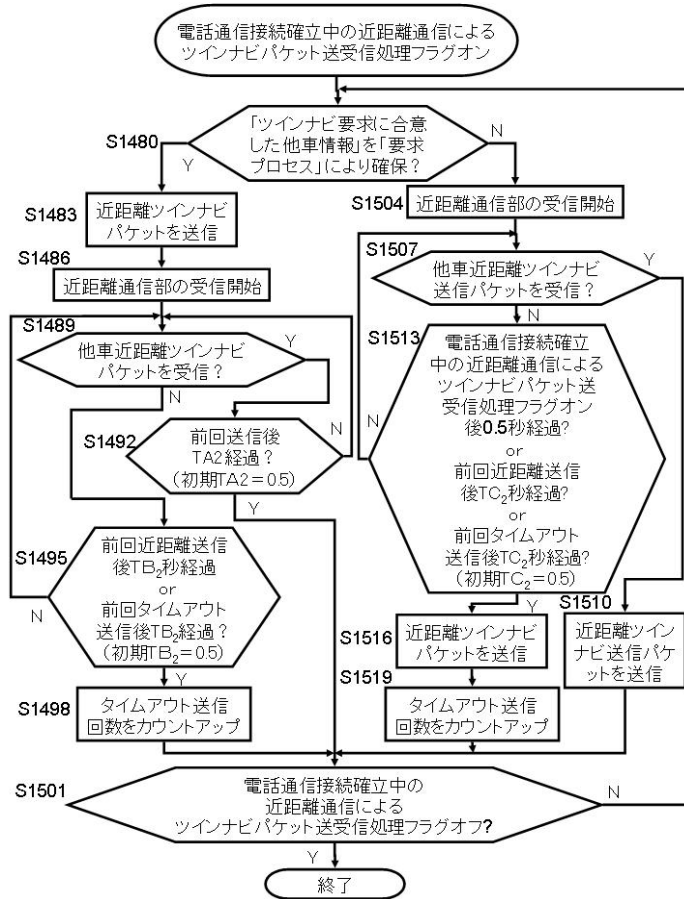 電話通信接続確立中の近距離通信による
ツインナビパケット送受信処理フラグオン
S1480
「ツインナビ要求に合意
した他車情報」を「要求
プロセス」により確保？
Y
N
S1483
近距離ツインナビ
パケットを送信
S1486
近距離通信部の受信開始
S1489
他車近距離ツインナビ
パケットを受信？
Y
N
S1492
前回送信後
TA2経過？
（初期TA2＝0.5）
N
Y
S1495
前回近距離送信
後TB₂秒経過
or
前回タイムアウト
送信後TB₂経過？
（初期TB₂＝0.5）
N
Y
S1498
タイムアウト送信
回数をカウントアップ
S1504
近距離通信部の受信開始
S1507
他車近距離ツインナビ
送信パケットを受信？
Y
N
S1513
電話通信接続確立
中の近距離通信による
ツインナビパケット送
受信処理フラグオン
後0.5秒経過?
or
前回近距離送信
後TC₂秒経過?
or
前回タイムアウト
送信後TC₂秒経過?
（初期TC₂＝0.5）
N
Y
S1510
近距離ツイン
ナビ送信パケ
ットを送信
S1516
近距離ツインナビ
パケットを送信
S1519
タイムアウト送信
回数をカウントアップ
S1501
電話通信接続確立中の
近距離通信による
ツインナビパケット送受信処理フラグオフ?
N
Y
終了